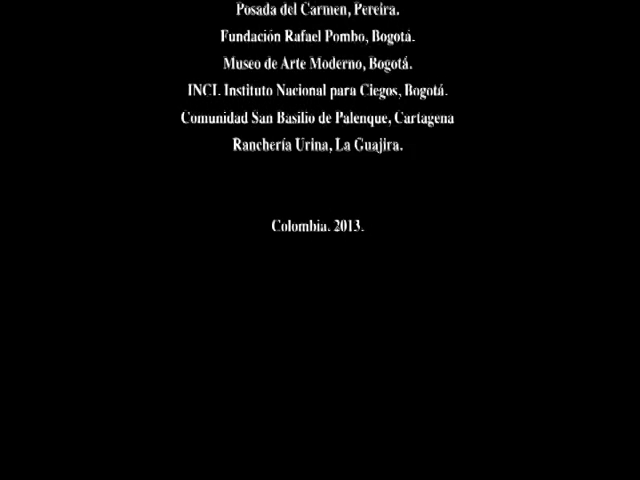 Posada del Carmen, Pereira.
Fundación Rafael Pombo, Bogotá.
Museo de Arte Moderno, Bogotá.
INCI. Instituto Nacional para Ciegos, Bogotá.
Comunidad San Basilio de Palenque, Cartagena
Ranchería Urina, La Guajira.
Colombia. 2013.